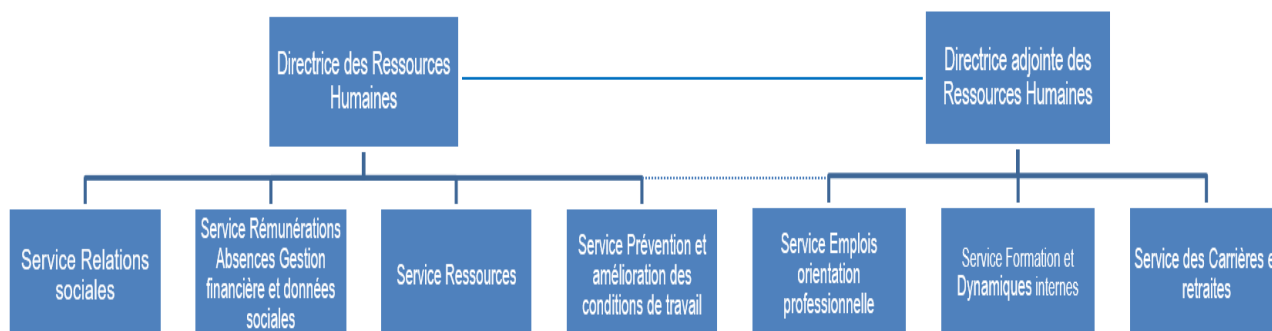 Directrice des Ressources
Humaines
Directrice adjointe des
Ressources Humaines
Service Relations
sociales
Service Rémunérations
Absences Gestion
financière et données
sociales
Service Ressources
Service Prévention et
amélioration des
conditions de travail
Service Emplois
orientation
professionnelle
Service Formation et
Dynamiques internes
Service des Carrières e
retraites